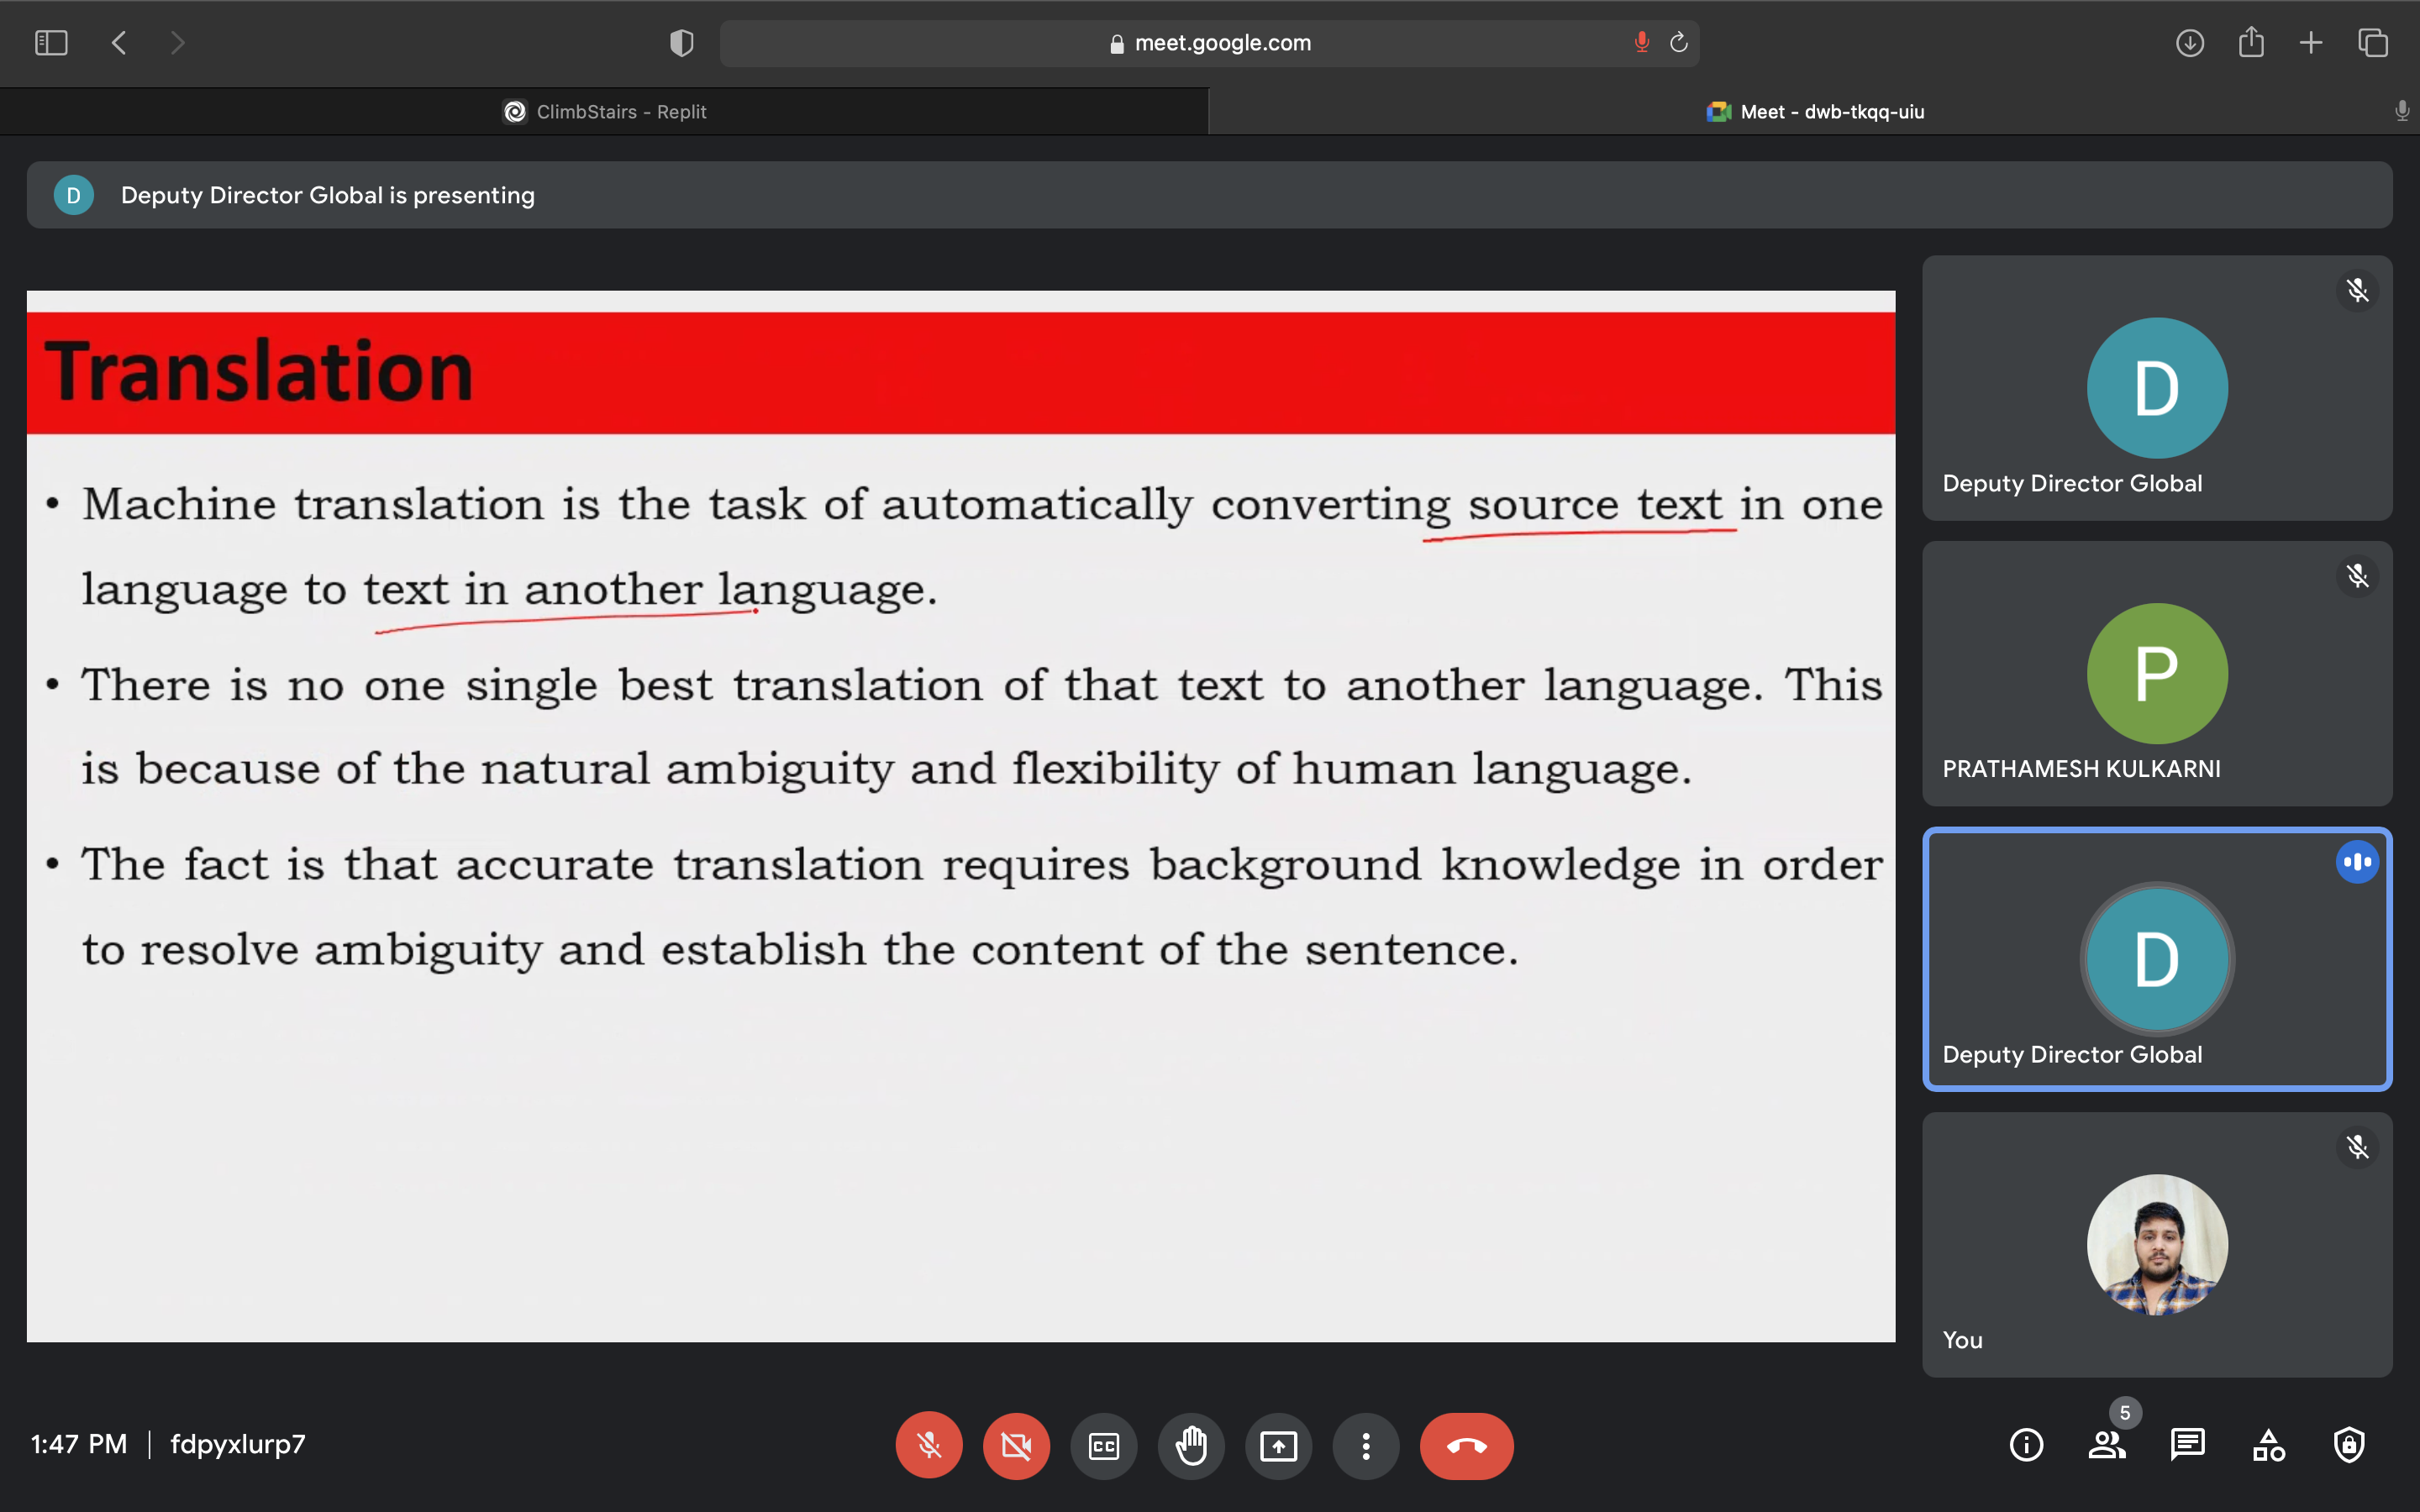 meet.google.com
ClimbStairs - Replit
Meet - dwb-tkqq-uiu
D
Deputy Director Global is presenting
Translation
• Machine translation is the task of automatically converting source text in one
language to text in another language.
• There is no one single best translation of that text to another language. This
is because of the natural ambiguity and flexibility of human language.
• The fact is that accurate translation requires background knowledge in order
to resolve ambiguity and establish the content of the sentence.
D
Deputy Director Global
P
PRATHAMESH KULKARNI
D
Deputy Director Global
You
1:47 PM | fdpyxlurp7
CC
5